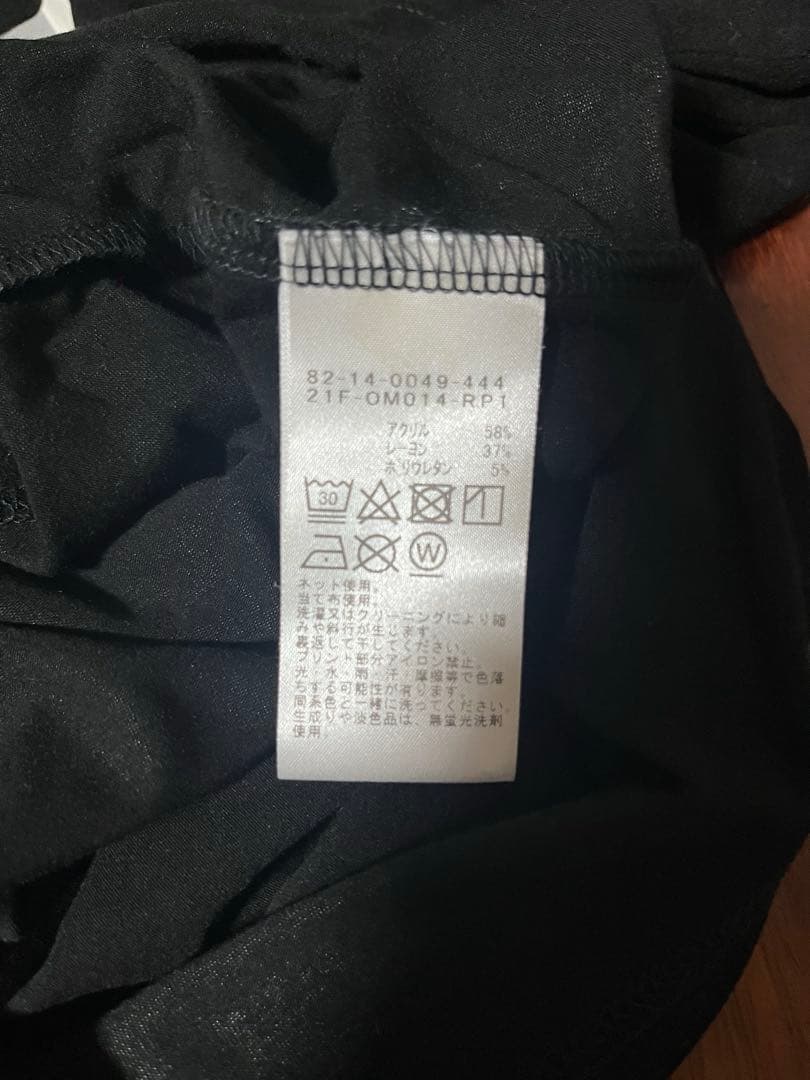 82-14-0049-444
21F-OM014-RP1
アクリル 58%
レーヨン 37%
ポリウレタン 5%
30
W
ネット使用。
当て布使用。
洗濯又はクリーニングにより縮
みや斜行が生じます。
裏返して干してください。
プリント部分アイロン禁止。
光・水・雨・汗・摩擦等で色落
ちする可能性が有ります。
同系色と一緒に洗ってください。
生成りや淡色品は、無蛍光洗剤
使用。